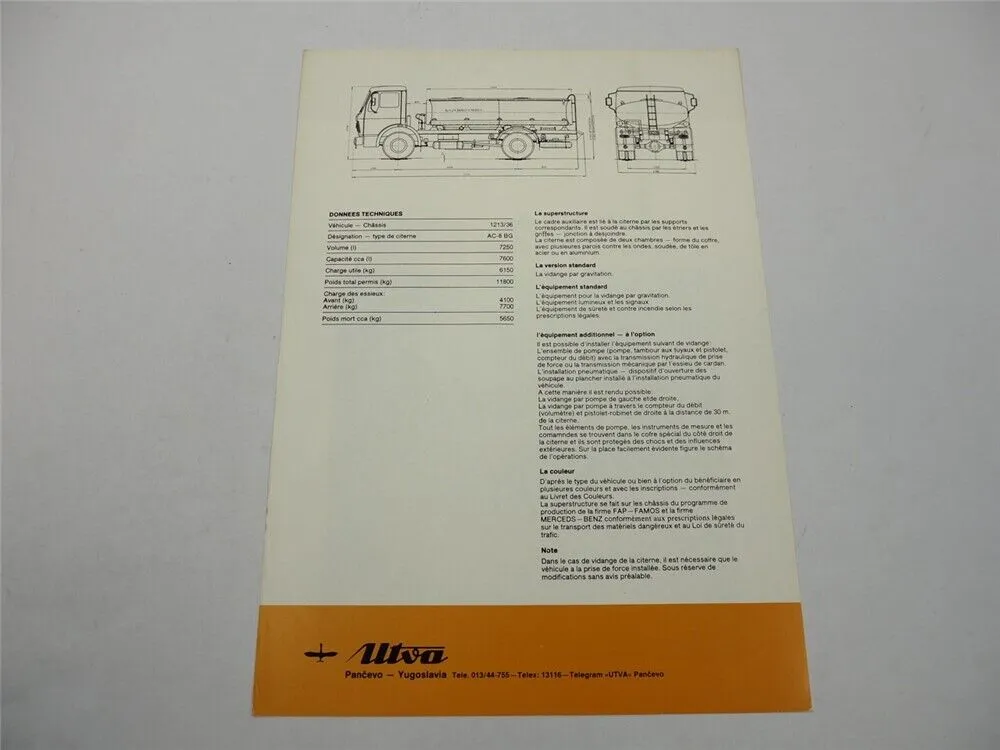 DONNEES TECHNIQUES
Véhicule — Châssis 1213/36
Désignation — type de citerne AC-8 BG
Volume (l) 7250
Capacité cca (l) 7600
Charge utile (kg) 6150
Poids total permis (kg) 11800
Charge des essieux:
Avant (kg) 4100
Arrière (kg) 7700
Poids mort cca (kg) 5650
La superstructure
Le cadre auxiliaire est lié à la citerne par les supports
correspondants. Il est soudé au châssis par les étriers et les
griffes — jonction à desjoindre.
La citerne est composée de deux chambres — forme du coffre,
avec plusieurs parois contre les ondes, soudée, de tôle en
acier ou en aluminium.
La version standard
La vidange par gravitation.
L'équipement standard
L'équipement pour la vidange par gravitation.
L'équipement lumineux et les signaux
L'équipement de sûreté et contre incendie selon les
prescriptions légales.
l'équipement additionnel — à l'option
Il est possible d'installer l'équipement suivant de vidange:
L'ensemble de pompe (pompe, tambour aux tuyaux et pistolet,
compteur du débit) avec la transmission hydraulique de prise
de force ou la transmission mécanique par l'essieu de cardan.
L'installation pneumatique — dispositif d'ouverture des
soupape au plancher installé à l'installation pneumatique du
véhicule.
A cette manière il est rendu possible:
La vidange par pompe de gauche etde droite,
La vidange par pompe à travers le compteur du débit
(volumètre) et pistolet-robinet de droite à la distance de 30 m.
de la citerne.
Tout les élèments de pompe, les instruments de mesure et les
comamndes se trouvent dans le cofre spécial du côté droit de
la citerne et ils sont protegés des chocs et des influences
extérieures. Sur la place facilement évidente figure le schéma
de l'opérations.
La couleur
D'après le type du véhicule ou bien à l'option du bénéficiaire en
plusieures couleurs et avec les inscriptions — conformément
au Livret des Couleurs.
La superstructure se fait sur les châssis du programme de
production de la firme FAP—FAMOS et la firme
MERCEDS—BENZ conformément aux prescriptions légales
sur le transport des matériels dangéreux et au Loi de sûreté du
trafic.
Note
Dans le cas de vidange de la citerne, il est nécessaire que le
véhicule a la prise de force installée. Sous réserve de
modifications sans avis préalable.
Utva
Pančevo — Yugoslavia Tele. 013/44-755—Telex: 13116—Telegram »UTVA« Pančevo